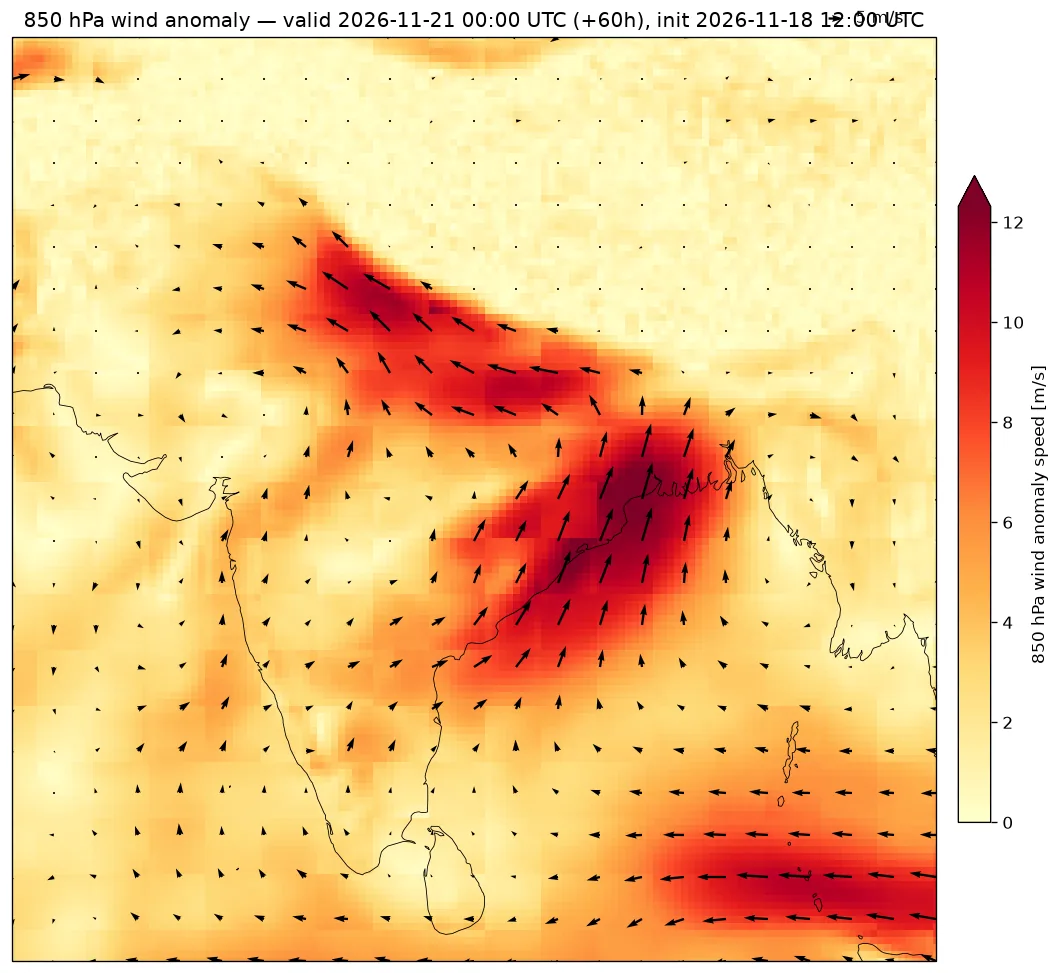 850 hPa wind anomaly — valid 2026-11-21 00:00 UTC (+60h), init 2026-11-18 12:00 UTC
5 m/s
12
10
8
6
4
2
0
850 hPa wind anomaly speed [m/s]